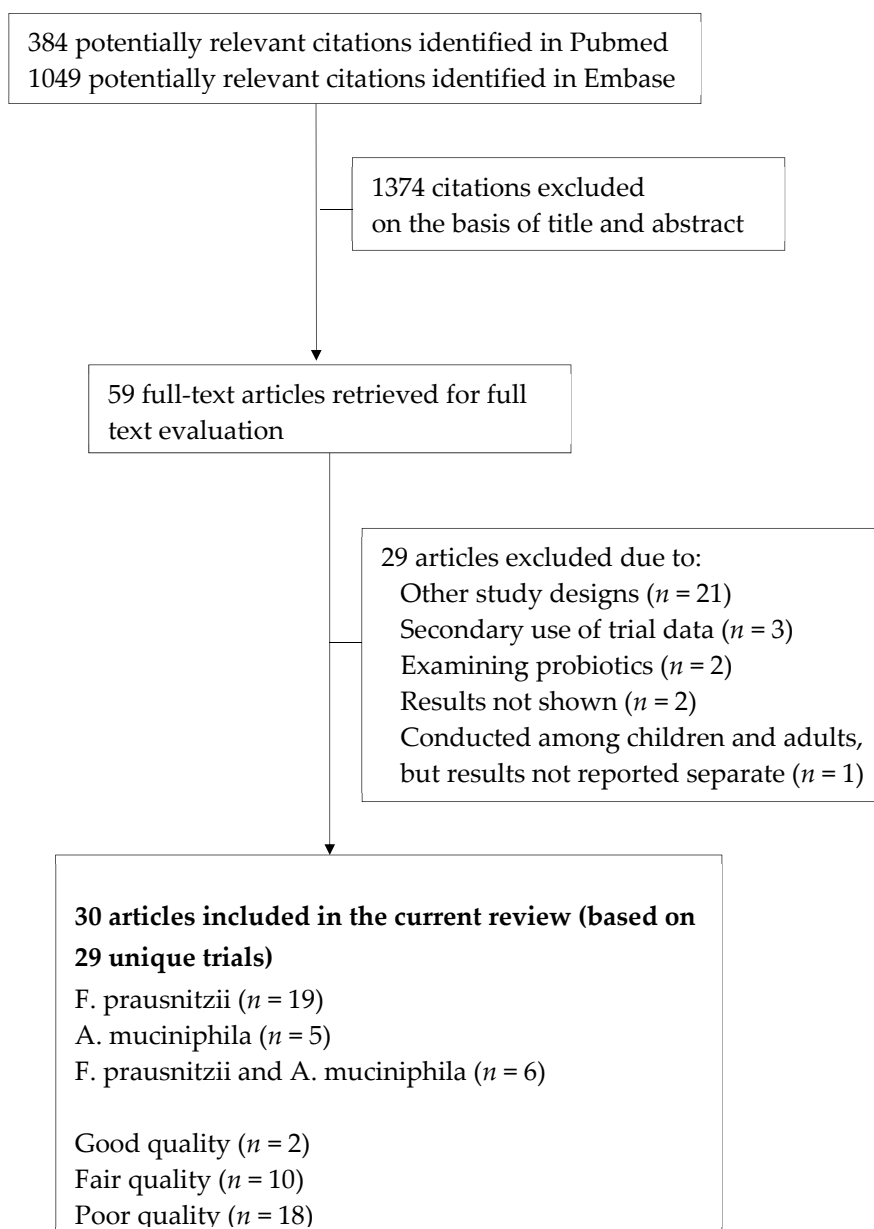 384 potentially relevant citations identified in Pubmed
1049 potentially relevant citations identified in Embase
1374 citations excluded
on the basis of title and abstract
59 full-text articles retrieved for full
text evaluation
29 articles excluded due to:
Other study designs (n = 21)
Secondary use of trial data (n = 3)
Examining probiotics (n = 2)
Results not shown (n = 2)
Conducted among children and adults,
but results not reported separate (n = 1)
30 articles included in the current review (based on
29 unique trials)
F. prausnitzii (n = 19)
A. muciniphila (n = 5)
F. prausnitzii and A. muciniphila (n = 6)
Good quality (n = 2)
Fair quality (n = 10)
Poor quality (n = 18)